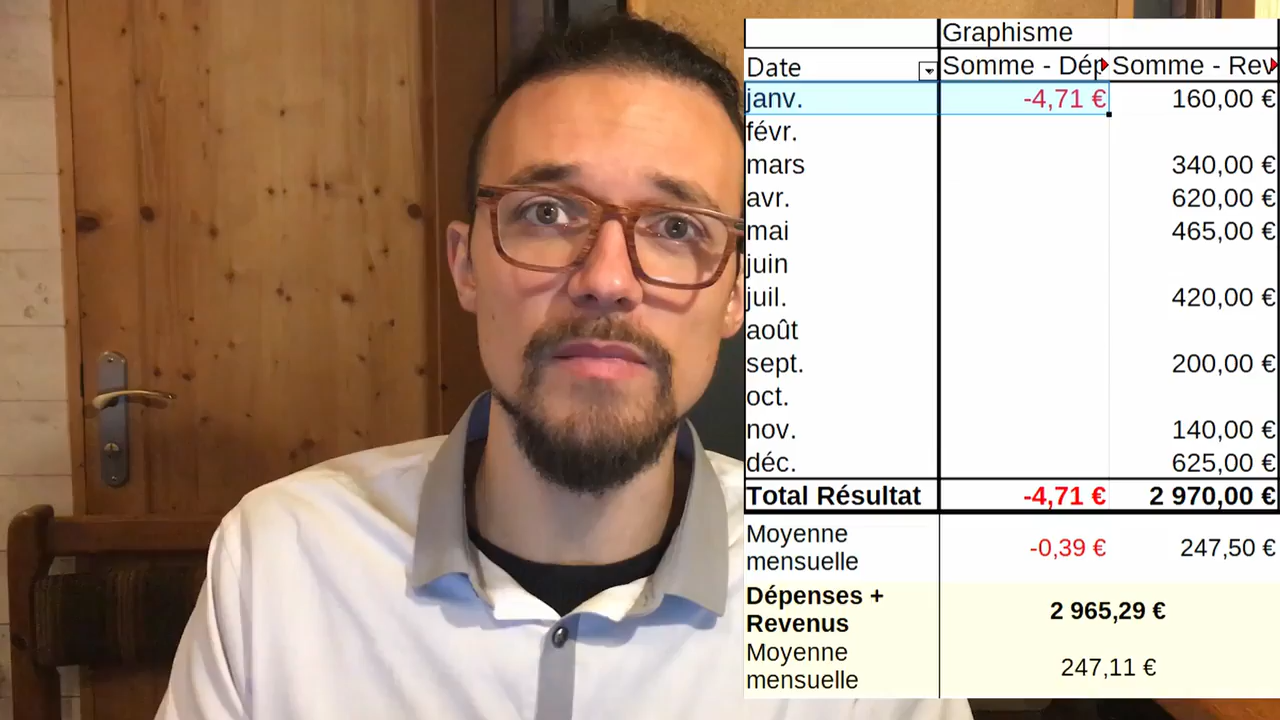 Graphisme
Date Somme - Dép Somme - Rev
janv. -4,71 € 160,00 €
févr.
mars 340,00 €
avr. 620,00 €
mai 465,00 €
juin
juil. 420,00 €
août
sept. 200,00 €
oct.
nov. 140,00 €
déc. 625,00 €
Total Résultat -4,71 € 2 970,00 €
Moyenne
mensuelle -0,39 € 247,50 €
Dépenses +
Revenus 2 965,29 €
Moyenne
mensuelle 247,11 €